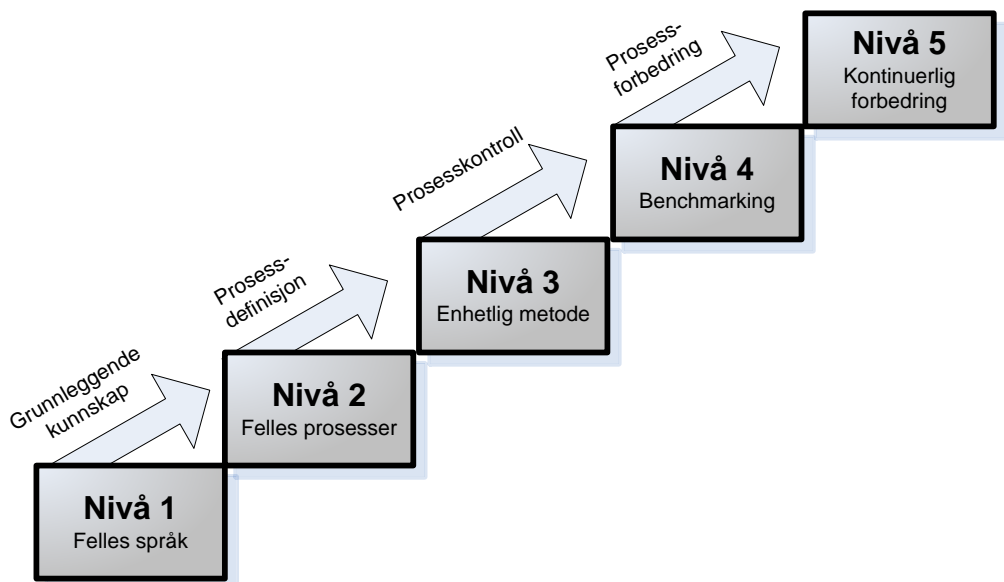 Nivå 5
Kontinuerlig
forbedring
Prosess-
forbedring
Nivå 4
Benchmarking
Prosesskontroll
Nivå 3
Enhetlig metode
Prosess-
definisjon
Nivå 2
Felles prosesser
Grunnleggende
kunnskap
Nivå 1
Felles språk